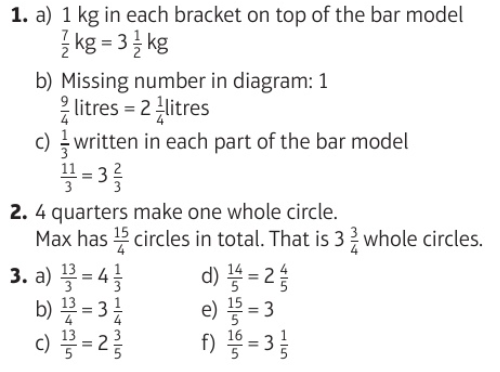 1. a) 1 kg in each bracket on top of the bar model
7/2 kg = 3 1/2 kg
b) Missing number in diagram: 1
9/4 litres = 2 1/4 litres
c) 1/3 written in each part of the bar model
11/3 = 3 2/3
2. 4 quarters make one whole circle.
Max has 15/4 circles in total. That is 3 3/4 whole circles.
3. a) 13/3 = 4 1/3 d) 14/5 = 2 4/5
b) 13/4 = 3 1/4 e) 15/5 = 3
c) 13/5 = 2 3/5 f) 16/5 = 3 1/5